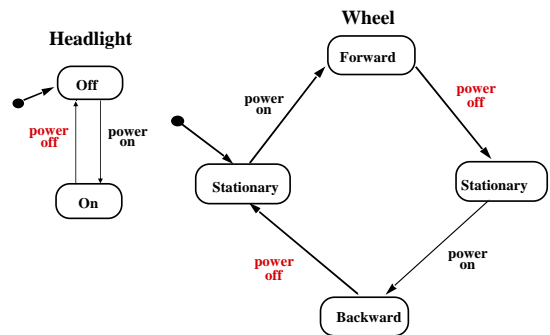 Wheel
Headlight
Forward
Off
power
off
power
on
power
off
power
on
Stationary
Stationary
On
power
on
power
off
Backward